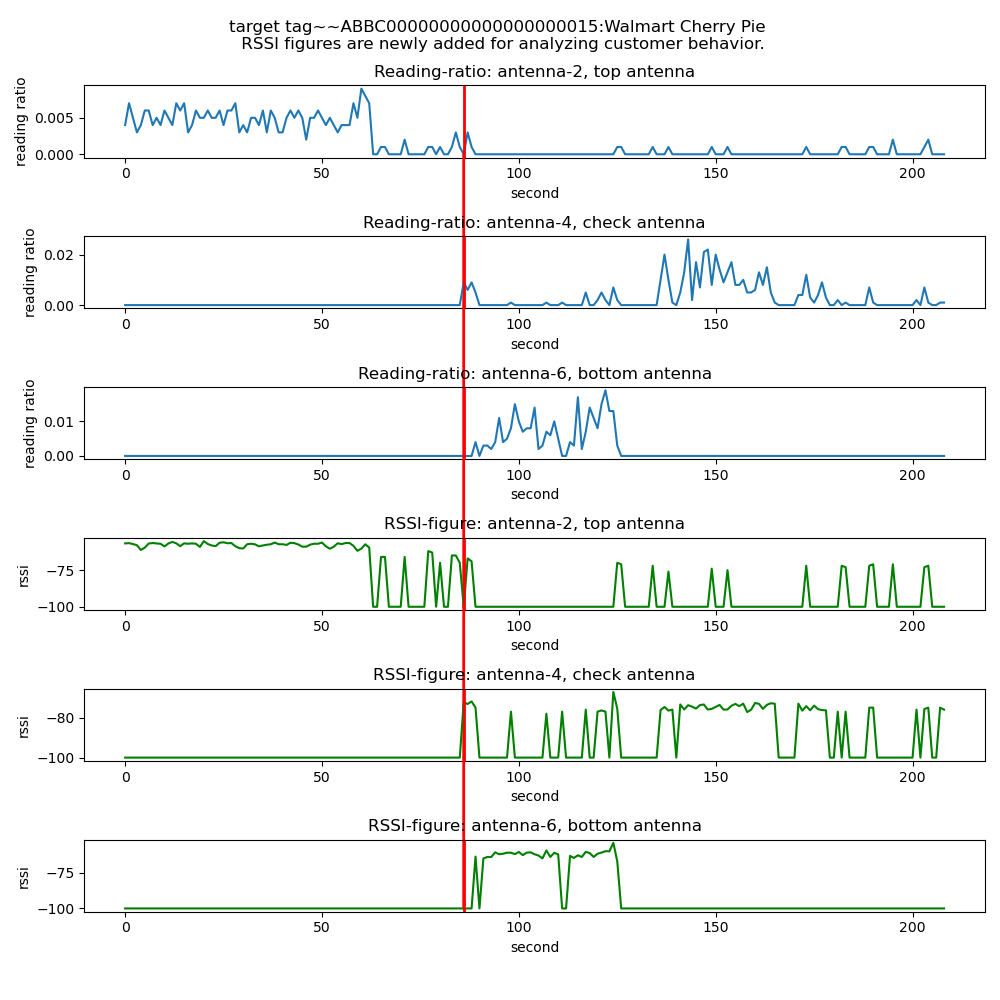 target tag~~ABBC00000000000000000015:Walmart Cherry Pie
RSSI figures are newly added for analyzing customer behavior.
Reading-ratio: antenna-2, top antenna
reading ratio
0.005
0.000
0 50 100 150 200
second
Reading-ratio: antenna-4, check antenna
reading ratio
0.02
0.00
0 50 100 150 200
second
Reading-ratio: antenna-6, bottom antenna
reading ratio
0.01
0.00
0 50 100 150 200
second
RSSI-figure: antenna-2, top antenna
rssi
−75
−100
0 50 100 150 200
second
RSSI-figure: antenna-4, check antenna
rssi
−80
−100
0 50 100 150 200
second
RSSI-figure: antenna-6, bottom antenna
rssi
−75
−100
0 50 100 150 200
second